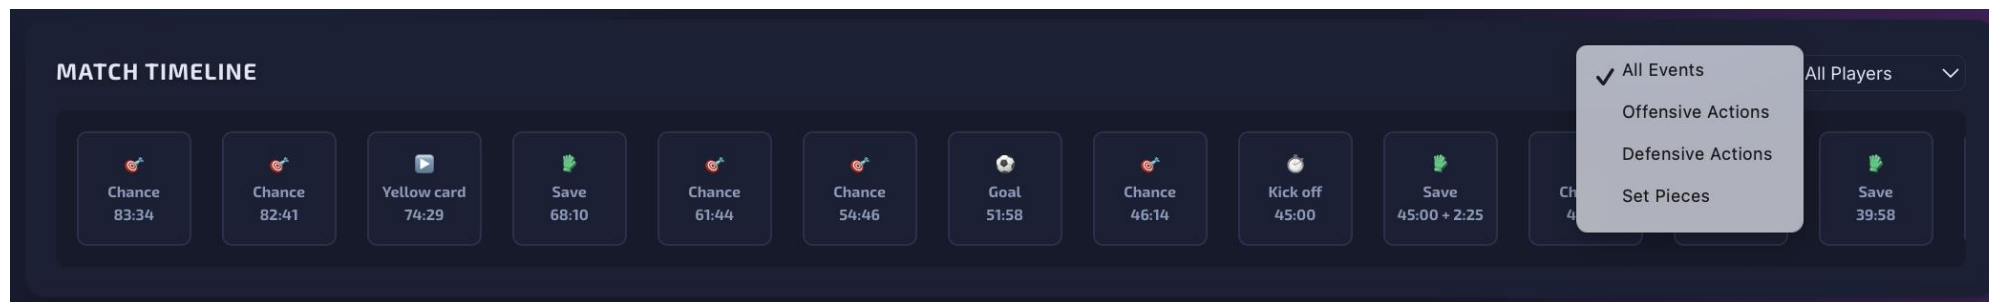 MATCH TIMELINE
All Events
Offensive Actions
Defensive Actions
Set Pieces
All Players
Chance
83:34
Chance
82:41
Yellow card
74:29
Save
68:10
Chance
61:44
Chance
54:46
Goal
51:58
Chance
46:14
Kick off
45:00
Save
45:00 + 2:25
Save
39:58